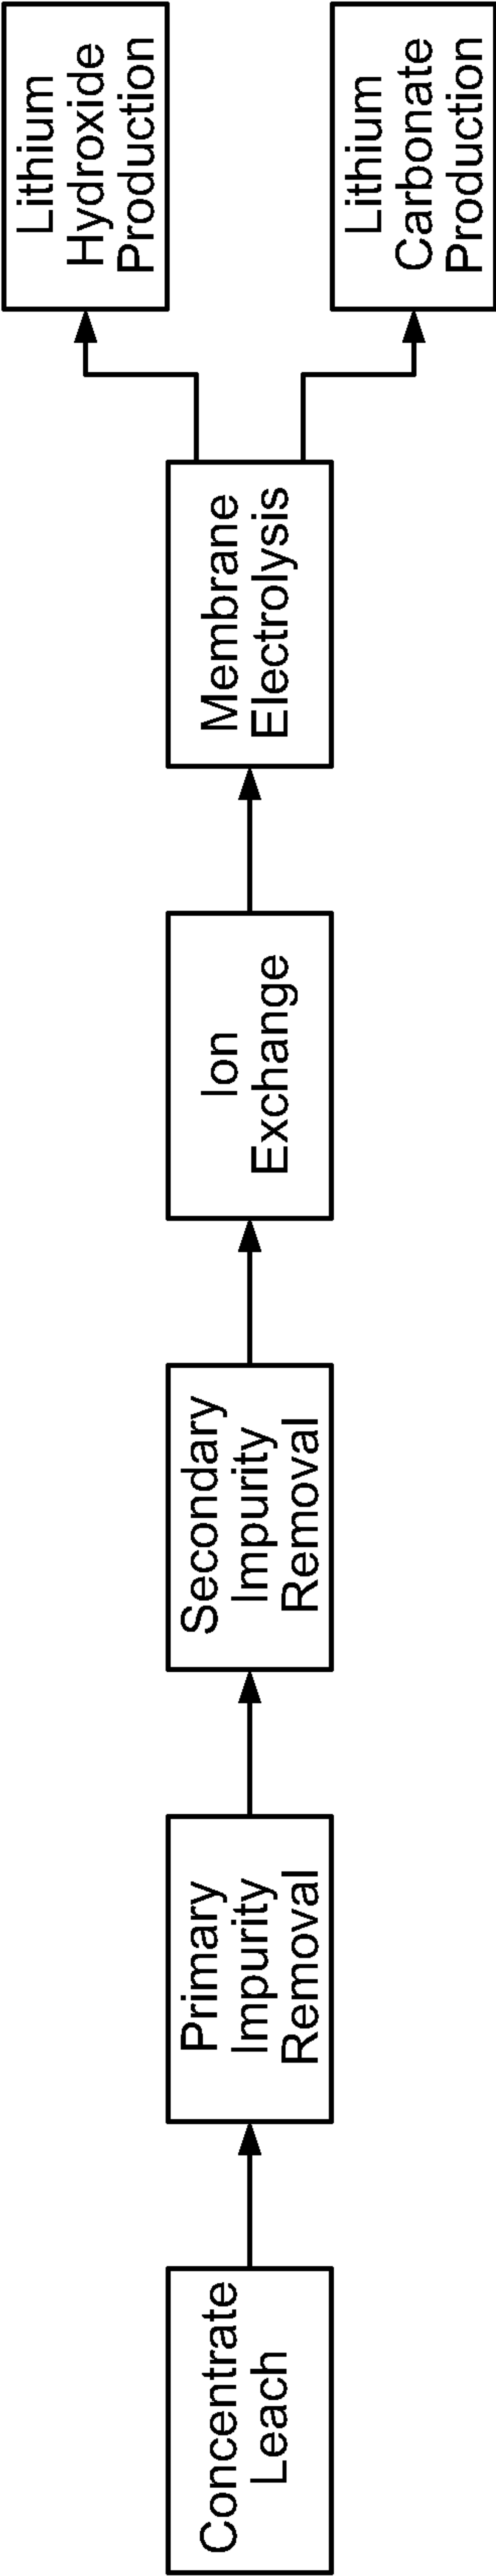 Concentrate
Leach
Primary
Impurity
Removal
Secondary
Impurity
Removal
Ion
Exchange
Membrane
Electrolysis
Lithium
Hydroxide
Production
Lithium
Carbonate
Production